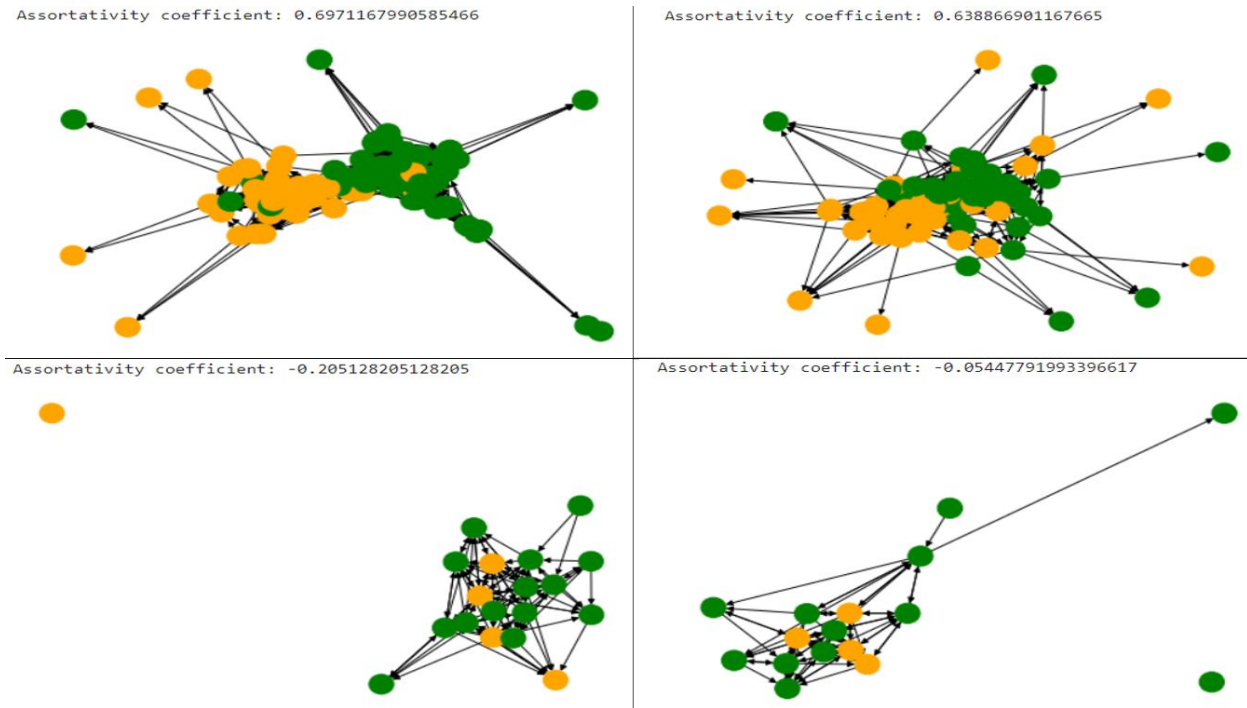 Assortativity coefficient: 0.6971167990585466
Assortativity coefficient: 0.638866901167665
Assortativity coefficient: -0.205128205128205
Assortativity coefficient: -0.05447791993396617